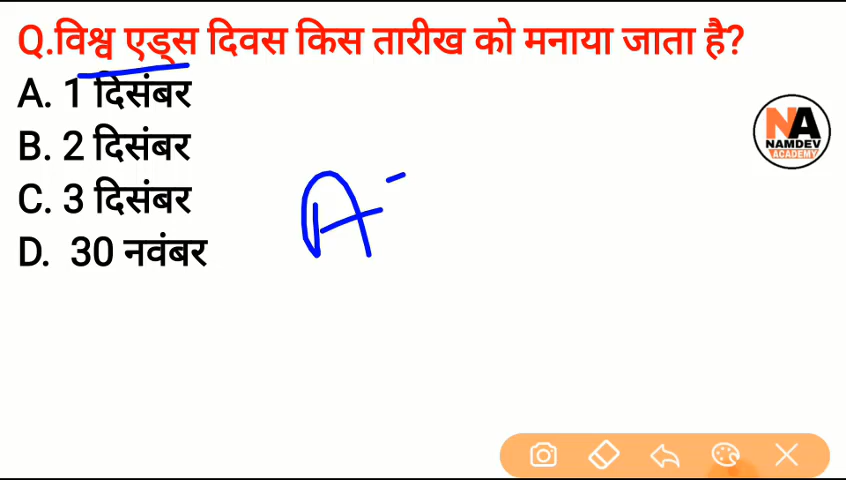 Q.विश्व एड्स दिवस किस तारीख को मनाया जाता है?
A. 1 दिसंबर
B. 2 दिसंबर
C. 3 दिसंबर
D. 30 नवंबर
A
NA
NAMDEV
ACADEMY